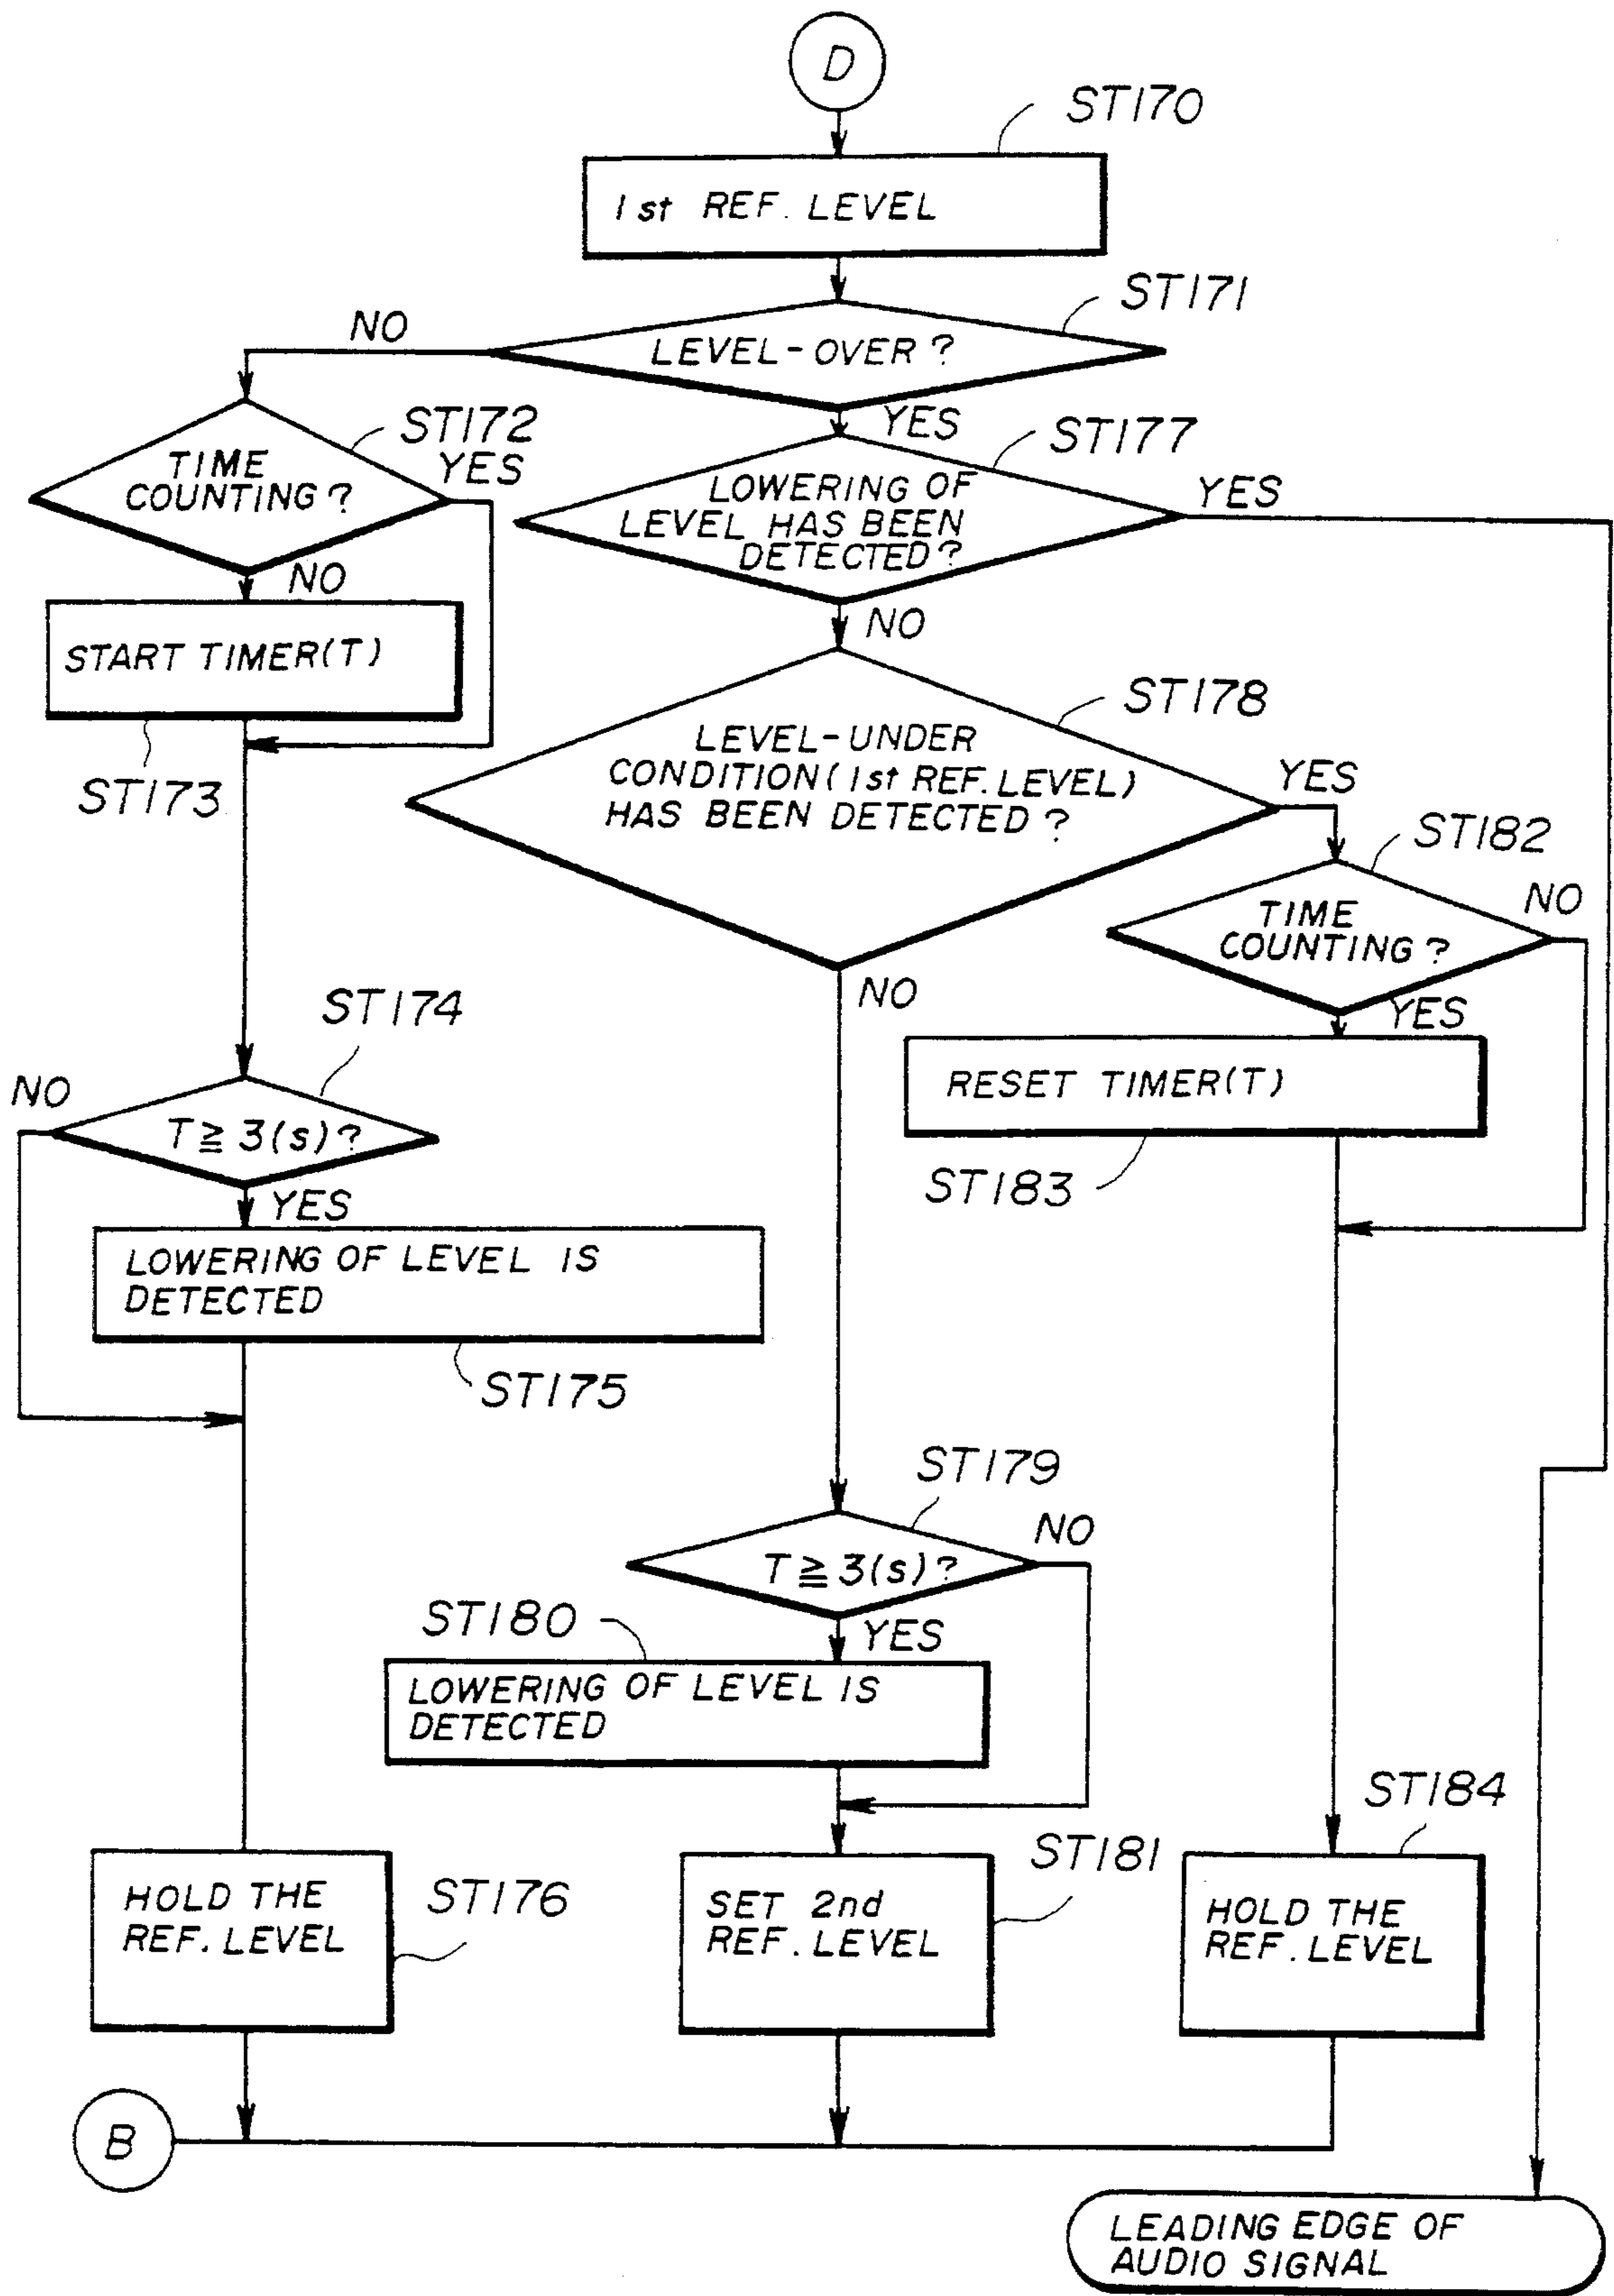 D
ST170
1st REF. LEVEL
ST171
NO
LEVEL-OVER?
YES
ST172
YES
TIME
COUNTING?
NO
ST177
YES
LOWERING OF
LEVEL HAS BEEN
DETECTED?
NO
START TIMER(T)
ST173
ST178
LEVEL-UNDER
CONDITION(1st REF.LEVEL)
HAS BEEN DETECTED?
YES
ST182
NO
TIME
COUNTING?
YES
NO
ST174
NO
T≧3(s)?
YES
RESET TIMER(T)
ST183
LOWERING OF LEVEL IS
DETECTED
ST175
ST179
NO
T≧3(s)?
YES
ST180
LOWERING OF LEVEL IS
DETECTED
ST184
ST181
HOLD THE
REF. LEVEL
ST176
SET 2nd
REF. LEVEL
HOLD THE
REF. LEVEL
B
LEADING EDGE OF
AUDIO SIGNAL